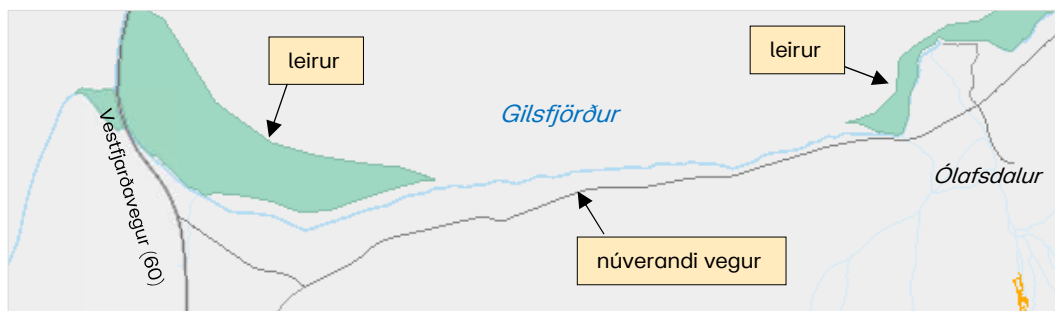 leirur
leirur
Gilsfjörður
Vestfjarðavegur (60)
Ólafsdalur
núverandi vegur